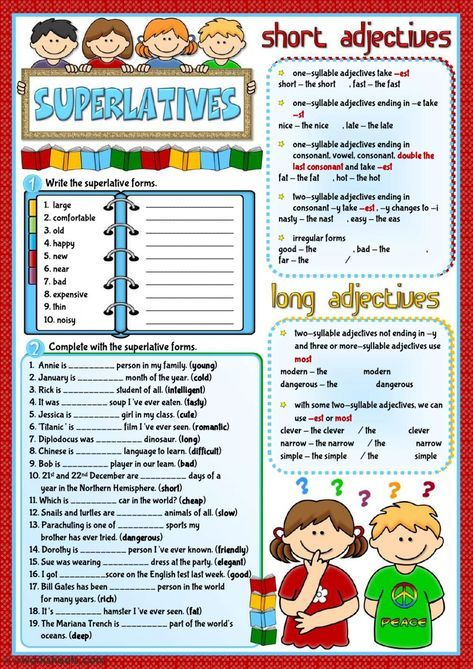 SUPERLATIVES
1 Write the superlative forms.
1. large
2. comfortable
3. old
4. happy
5. new
6. near
7. bad
8. expensive
9. thin
10. noisy
2 Complete with the superlative forms.
1. Annie is __________ person in my family. (young)
2. January is __________ month of the year. (cold)
3. Rick is __________ student of all. (intelligent)
4. It was __________ soup I've ever eaten. (tasty)
5. Jessica is __________ girl in my class. (cute)
6. 'Titanic' is __________ film I've ever seen. (romantic)
7. Diplodocus was __________ dinosaur. (long)
8. Chinese is __________ language to learn. (difficult)
9. Bob is __________ player in our team. (bad)
10. 21st and 22nd December are __________ days of a
year in the Northern Hemisphere. (short)
11. Which is __________ car in the world? (cheap)
12. Snails and turtles are __________ animals of all. (slow)
13. Parachuling is one of __________ sports my
brother has ever tried. (dangerous)
14. Dorothy is __________ person I've ever known. (friendly)
15. Sue was wearing __________ dress at the party. (elegant)
16. I got __________score on the English test last week. (good)
17. Bill Gates has been __________ person in the world
for many years. (rich)
18. It's __________ hamster I've ever seen. (fat)
19. The Mariana Trench is __________ part of the world's
oceans. (deep)
short adjectives
one-syllable adjectives take -est
short - the short , fast - the fast
one-syllable adjectives ending in -e take
-st
nice - the nice , late - the late
one-syllable adjectives ending in
consonant, vowel, consonant, double the
last consonant and take -est
fat - the fat , hot - the hot
two-syllable adjectives ending in
consonant -y take -est , -y changes to -i
nasty - the nast , easy - the eas
irregular forms
good - the , bad - the ,
far - the /
long adjectives
two-syllable adjectives not ending in -y
and three or more-syllable adjectives use
most
modern - the modern
dangerous - the dangerous
with some two-syllable adjectives, we can
use -est or most
clever - the clever / the clever
narrow - the narrow / the narrow
simple - the simple / the simple
? ? ? ?
PEACE